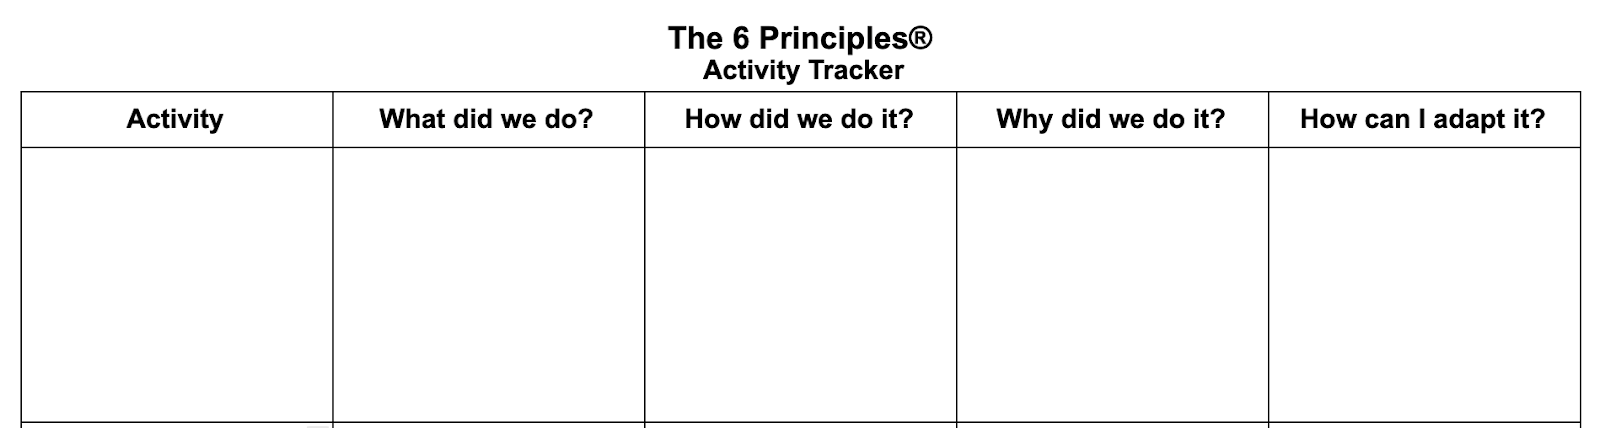 The 6 Principles®
Activity Tracker
Activity What did we do? How did we do it? Why did we do it? How can I adapt it?